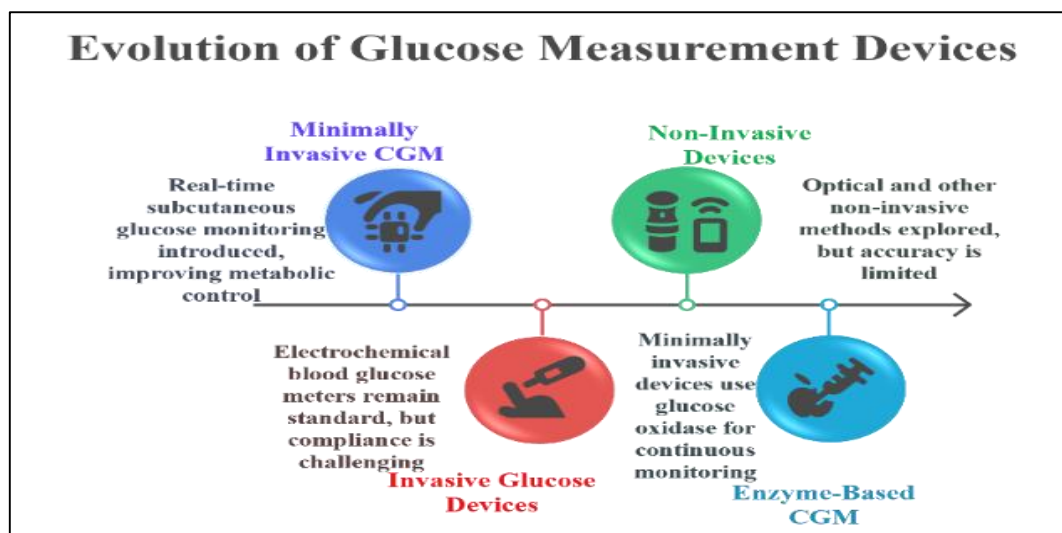 Evolution of Glucose Measurement Devices
Minimally
Invasive CGM
Real-time
subcutaneous
glucose monitoring
introduced,
improving metabolic
control
Non-Invasive
Devices
Optical and other
non-invasive
methods explored,
but accuracy is
limited
Electrochemical
blood glucose
meters remain
standard, but
compliance is
challenging
Invasive Glucose
Devices
Minimally
invasive
devices use
glucose
oxidase for
continuous
monitoring
Enzyme-Based
CGM